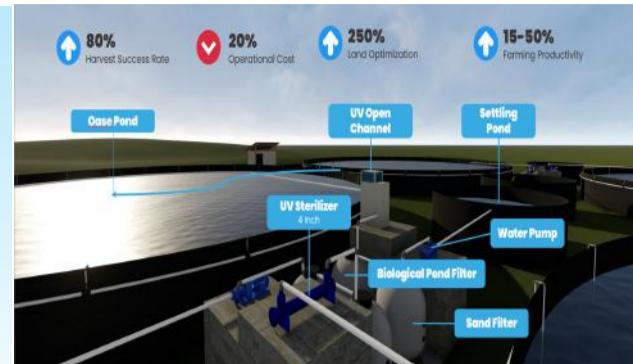 80%
Harvest Success Rate
20%
Operational Cost
250%
Land Optimization
15-50%
Farming Productivity
Oase Pond
UV Open
Channel
Settling
Pond
UV Sterilizer
4 Inch
Water Pump
Biological Pond Filter
Sand Filter